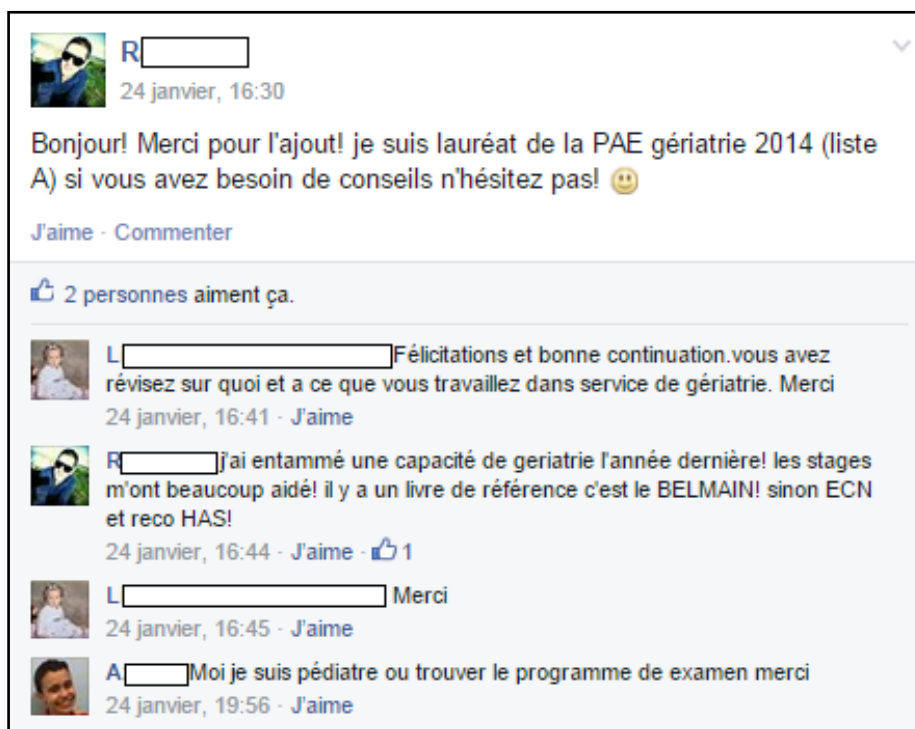 R
24 janvier, 16:30
Bonjour! Merci pour l'ajout! je suis lauréat de la PAE gériatrie 2014 (liste
A) si vous avez besoin de conseils n'hésitez pas!
J'aime · Commenter
2 personnes aiment ça.
L Félicitations et bonne continuation.vous avez
révisez sur quoi et a ce que vous travaillez dans service de gériatrie. Merci
24 janvier, 16:41 · J'aime
R j'ai entammé une capacité de geriatrie l'année dernière! les stages
m'ont beaucoup aidé! il y a un livre de référence c'est le BELMAIN! sinon ECN
et reco HAS!
24 janvier, 16:44 · J'aime · 1
L Merci
24 janvier, 16:45 · J'aime
A Moi je suis pédiatre ou trouver le programme de examen merci
24 janvier, 19:56 · J'aime